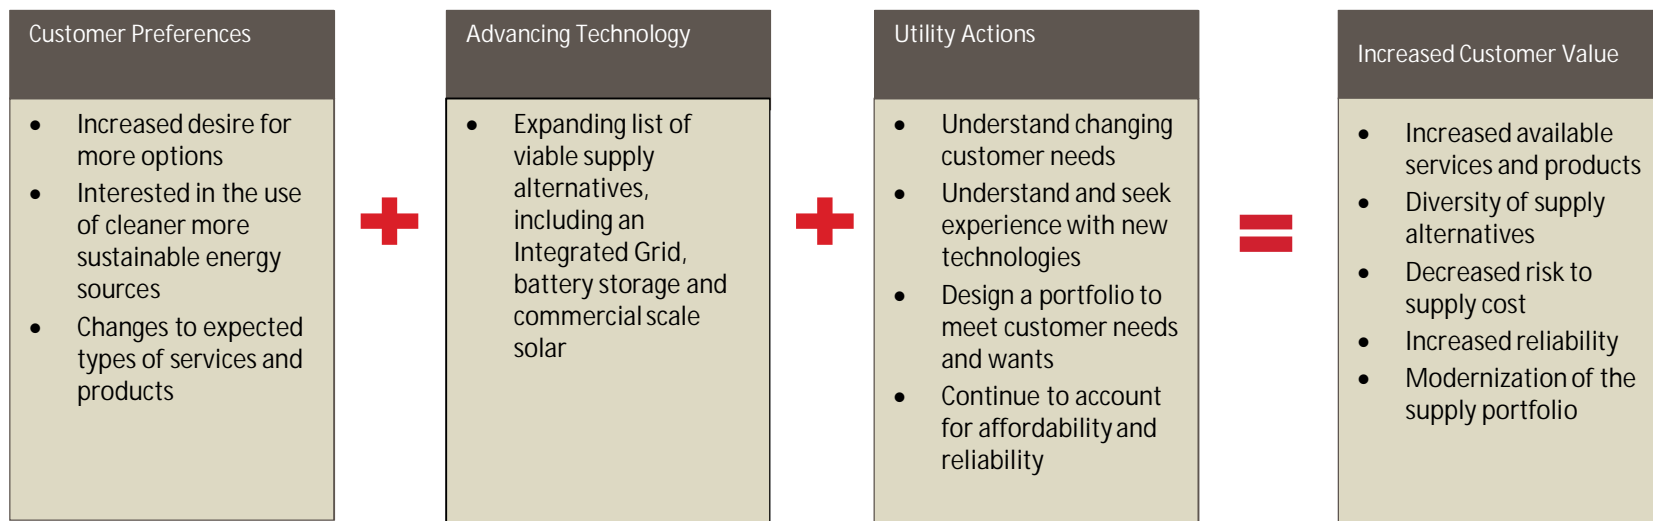 Customer Preferences
• Increased desire for
more options
• Interested in the use
of cleaner more
sustainable energy
sources
• Changes to expected
types of services and
products
Advancing Technology
• Expanding list of
viable supply
alternatives,
including an
Integrated Grid,
battery storage and
commercial scale
solar
Utility Actions
• Understand changing
customer needs
• Understand and seek
experience with new
technologies
• Design a portfolio to
meet customer needs
and wants
• Continue to account
for affordability and
reliability
Increased Customer Value
• Increased available
services and products
• Diversity of supply
alternatives
• Decreased risk to
supply cost
• Increased reliability
• Modernization of the
supply portfolio